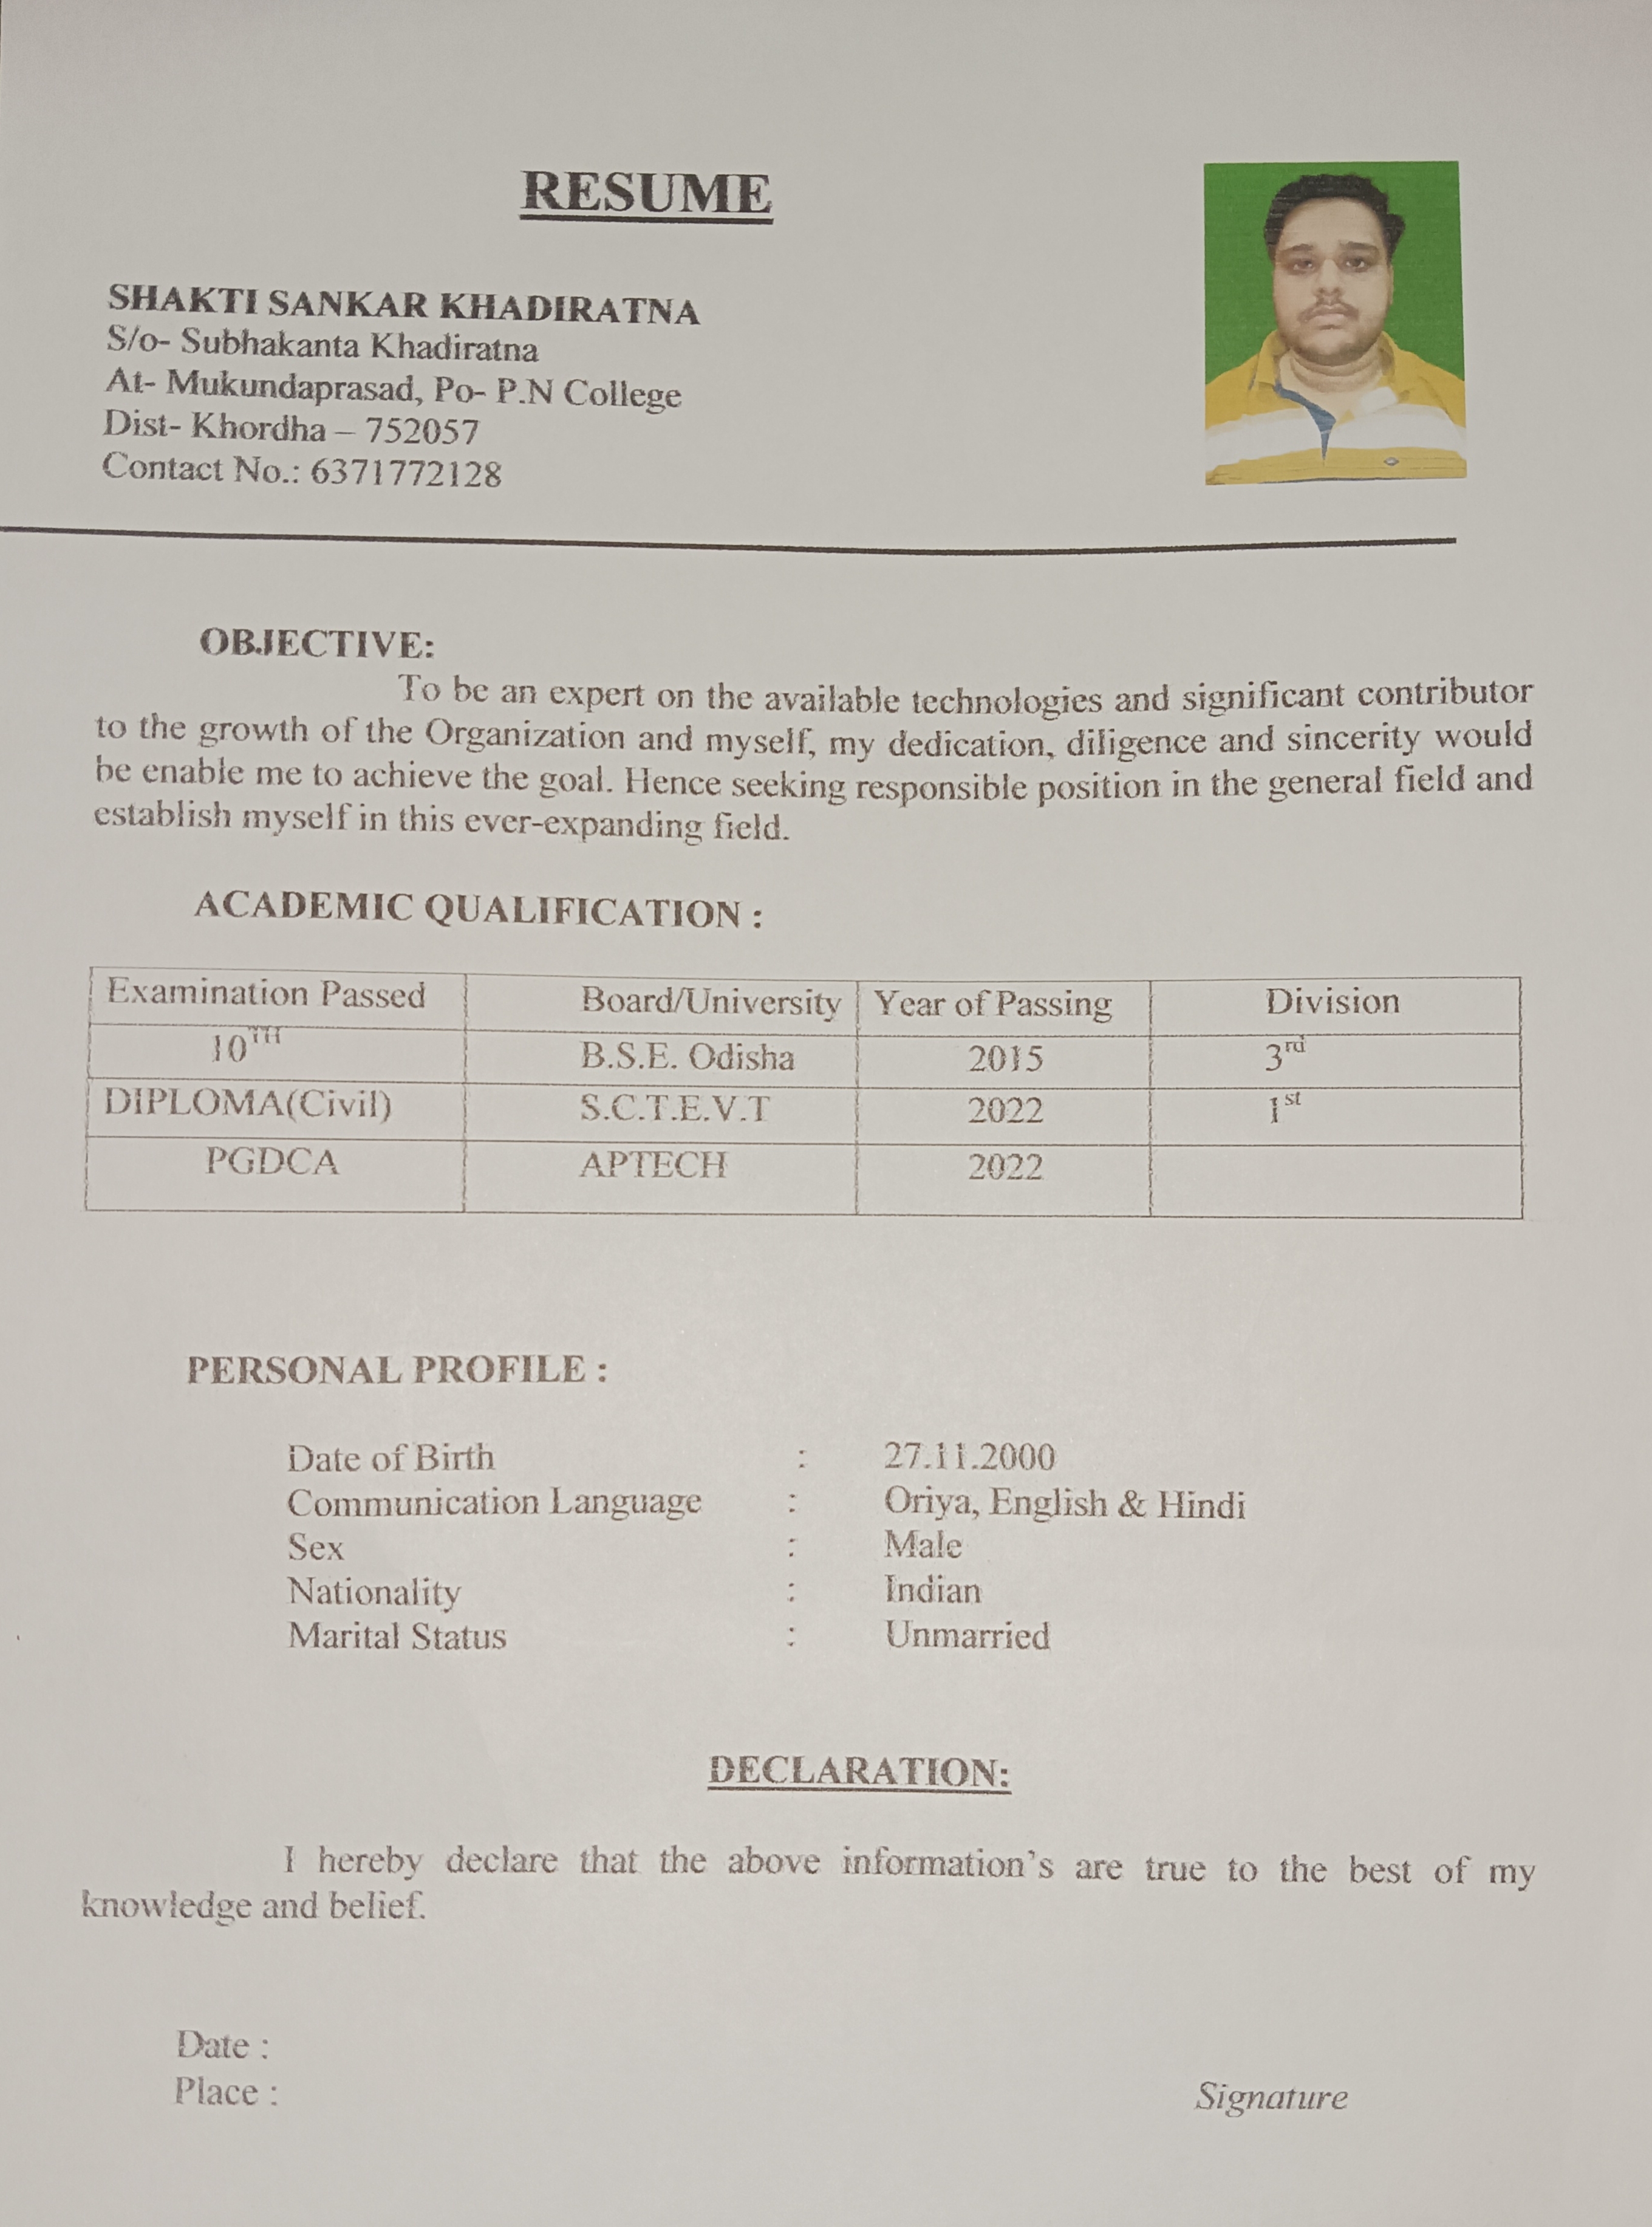 RESUME
SHAKTI SANKAR KHADIRATNA
S/o- Subhakanta Khadiratna
At- Mukundaprasad, Po- P.N College
Dist- Khordha – 752057
Contact No.: 6371772128
OBJECTIVE:
To be an expert on the available technologies and significant contributor
to the growth of the Organization and myself, my dedication, diligence and sincerity would
be enable me to achieve the goal. Hence seeking responsible position in the general field and
establish myself in this ever-expanding field.
ACADEMIC QUALIFICATION :
Examination Passed Board/University Year of Passing Division
10TH B.S.E. Odisha 2015 3rd
DIPLOMA(Civil) S.C.T.E.V.T 2022 1st
PGDCA APTECH 2022
PERSONAL PROFILE :
Date of Birth : 27.11.2000
Communication Language : Oriya, English & Hindi
Sex : Male
Nationality : Indian
Marital Status : Unmarried
DECLARATION:
I hereby declare that the above information's are true to the best of my
knowledge and belief.
Date :
Place :
Signature